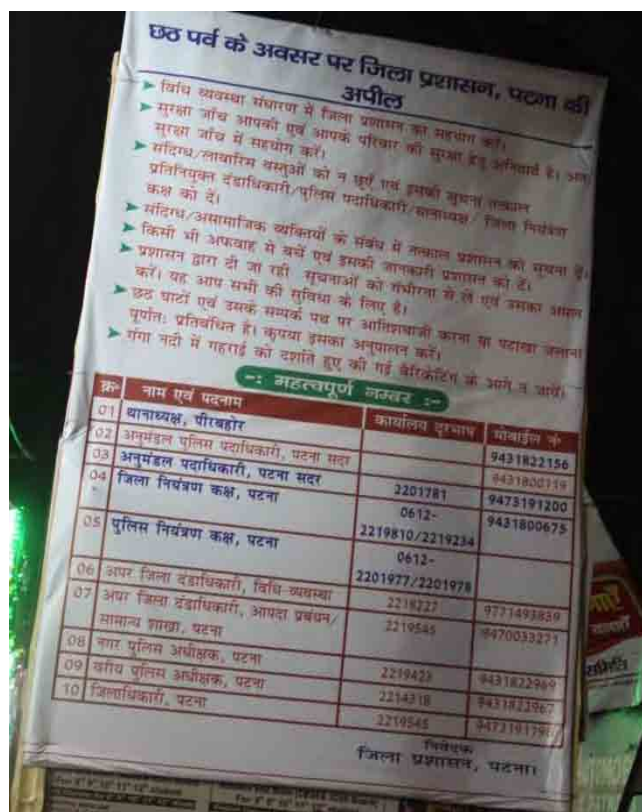 छठ पर्व के अवसर पर जिला प्रशासन, पटना की
अपील
➤ विधि व्यवस्था संधारण में जिला प्रशासन का सहयोग करें।
➤ सुरक्षा जाँच आपकी एवं आपके परिवार की सुरक्षा हेतु अनिवार्य है। अतः
सुरक्षा जाँच में सहयोग करें।
➤ संदिग्ध/लावारिस वस्तुओं को न छूएं एवं इसकी सूचना तत्काल
प्रतिनियुक्त दंडाधिकारी/पुलिस पदाधिकारी/थानाध्यक्ष/ जिला नियंत्रण
कक्ष को दें।
➤ संदिग्ध/असामाजिक व्यक्तियों के संबंध में तत्काल प्रशासन को सूचना दें।
➤ किसी भी अफवाह से बचें एवं इसकी जानकारी प्रशासन को दें।
➤ प्रशासन द्वारा दी जा रही सूचनाओं को गंभीरता से लें एवं उसका अमल
करें। यह आप सभी की सुविधा के लिए है।
➤ छठ घाटों एवं उसके सम्पर्क पथ पर आतिशबाजी करना या पटाखा जलाना
पूर्णतः प्रतिबंधित है। कृपया इसका अनुपालन करें।
➤ गंगा नदी में गहराई को दर्शाते हुए की गई बैरिकेटिंग के आगे न जायें।
-: महत्वपूर्ण नम्बर :-
क्र॰ नाम एवं पदनाम कार्यालय दूरभाष मोबाईल नं॰
01 थानाध्यक्ष, पीरबहोर 9431822156
02 अनुमंडल पुलिस पदाधिकारी, पटना सदर 9431800119
03 अनुमंडल पदाधिकारी, पटना सदर 2201781 9473191200
04 जिला नियंत्रण कक्ष, पटना 0612-2219810/2219234 9431800675
05 पुलिस नियंत्रण कक्ष, पटना 0612-2201977/2201978
06 अपर जिला दंडाधिकारी, विधि-व्यवस्था 2219227 9771493839
07 अपर जिला दंडाधिकारी, आपदा प्रबंधन/
सामान्य शाखा, पटना 2219545 9470033271
08 नगर पुलिस अधीक्षक, पटना 2219423 9431822969
09 वरीय पुलिस अधीक्षक, पटना 2214318 9431822967
10 जिलाधिकारी, पटना 2219545
निवेदक
जिला प्रशासन, पटना।